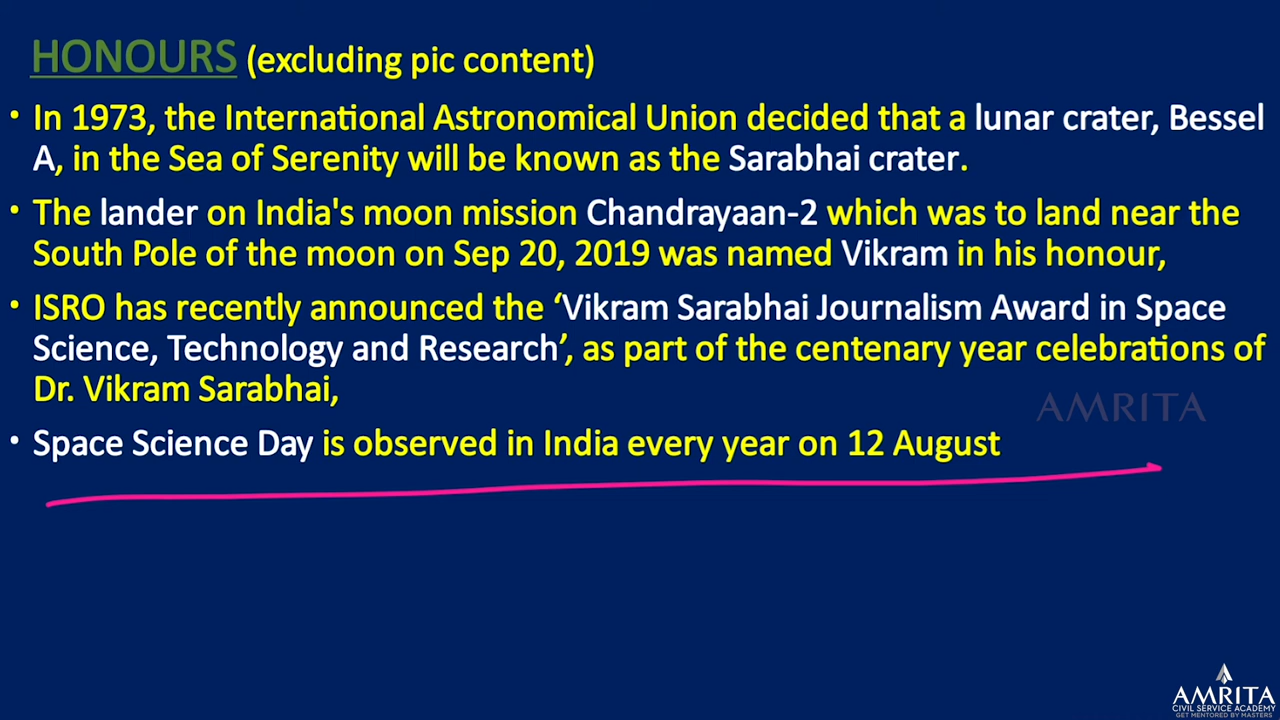 HONOURS (excluding pic content)
• In 1973, the International Astronomical Union decided that a lunar crater, Bessel
A, in the Sea of Serenity will be known as the Sarabhai crater.
• The lander on India's moon mission Chandrayaan-2 which was to land near the
South Pole of the moon on Sep 20, 2019 was named Vikram in his honour,
• ISRO has recently announced the ‘Vikram Sarabhai Journalism Award in Space
Science, Technology and Research’, as part of the centenary year celebrations of
Dr. Vikram Sarabhai,
AMRITA
• Space Science Day is observed in India every year on 12 August
AMRITA
CIVIL SERVICE ACADEMY
GET MENTORED BY MASTERS